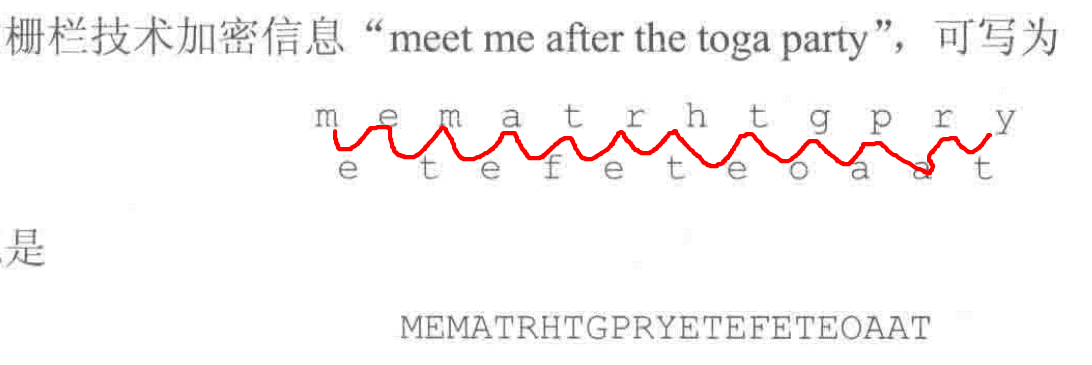 栅栏技术加密信息“meet me after the toga party”，可写为
m e m a t r h t g p r y
e t e f e t e o a a t
是
MEMATRHTGPRYETEFETEOAAT